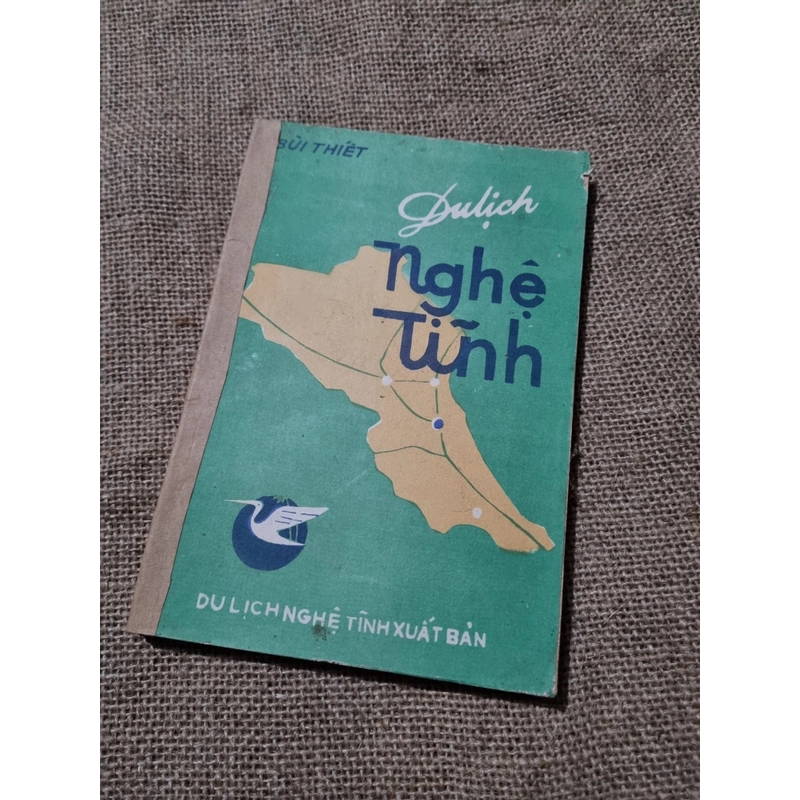 BÙI THIẾT
Du lịch
Nghệ
Tĩnh
DU LỊCH NGHỆ TĨNH XUẤT BẢN